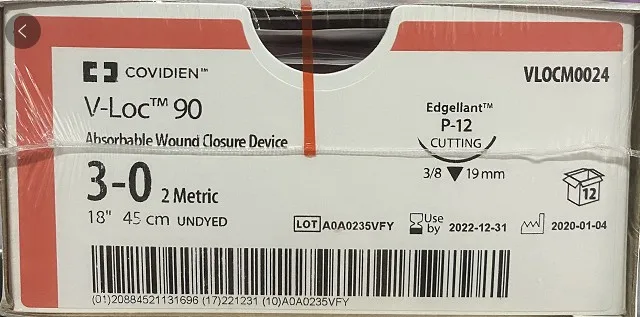 COVIDIEN™
VLOCM0024
V-Loc™ 90
Absorbable Wound Closure Device
Edgellant™
P-12
CUTTING
3/8 ▼ 19 mm
3-0 2 Metric
18" 45 cm UNDYED
12
LOT A0A0235VFY
Use by 2022-12-31
2020-01-04
(01)20884521131696 (17)221231 (10)A0A0235VFY